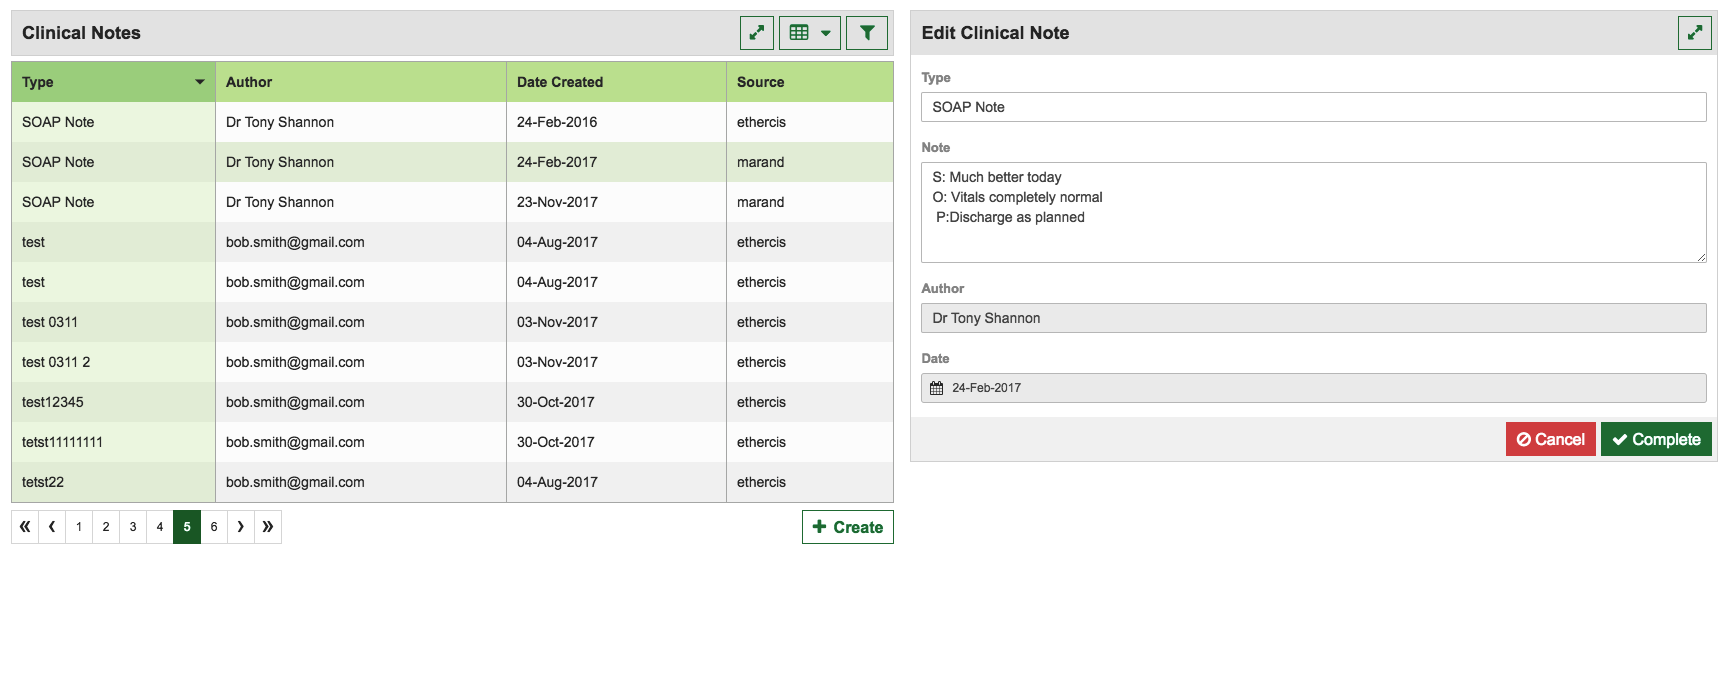 Clinical Notes
Type Author Date Created Source
SOAP Note Dr Tony Shannon 24-Feb-2016 ethercis
SOAP Note Dr Tony Shannon 24-Feb-2017 marand
SOAP Note Dr Tony Shannon 23-Nov-2017 marand
test bob.smith@gmail.com 04-Aug-2017 ethercis
test bob.smith@gmail.com 04-Aug-2017 ethercis
test 0311 bob.smith@gmail.com 03-Nov-2017 ethercis
test 0311 2 bob.smith@gmail.com 03-Nov-2017 ethercis
test12345 bob.smith@gmail.com 30-Oct-2017 ethercis
tetst11111111 bob.smith@gmail.com 30-Oct-2017 ethercis
tetst22 bob.smith@gmail.com 04-Aug-2017 ethercis
« ‹ 1 2 3 4 5 6 › »
Create
Edit Clinical Note
Type
SOAP Note
Note
S: Much better today
O: Vitals completely normal
P:Discharge as planned
Author
Dr Tony Shannon
Date
24-Feb-2017
Cancel Complete